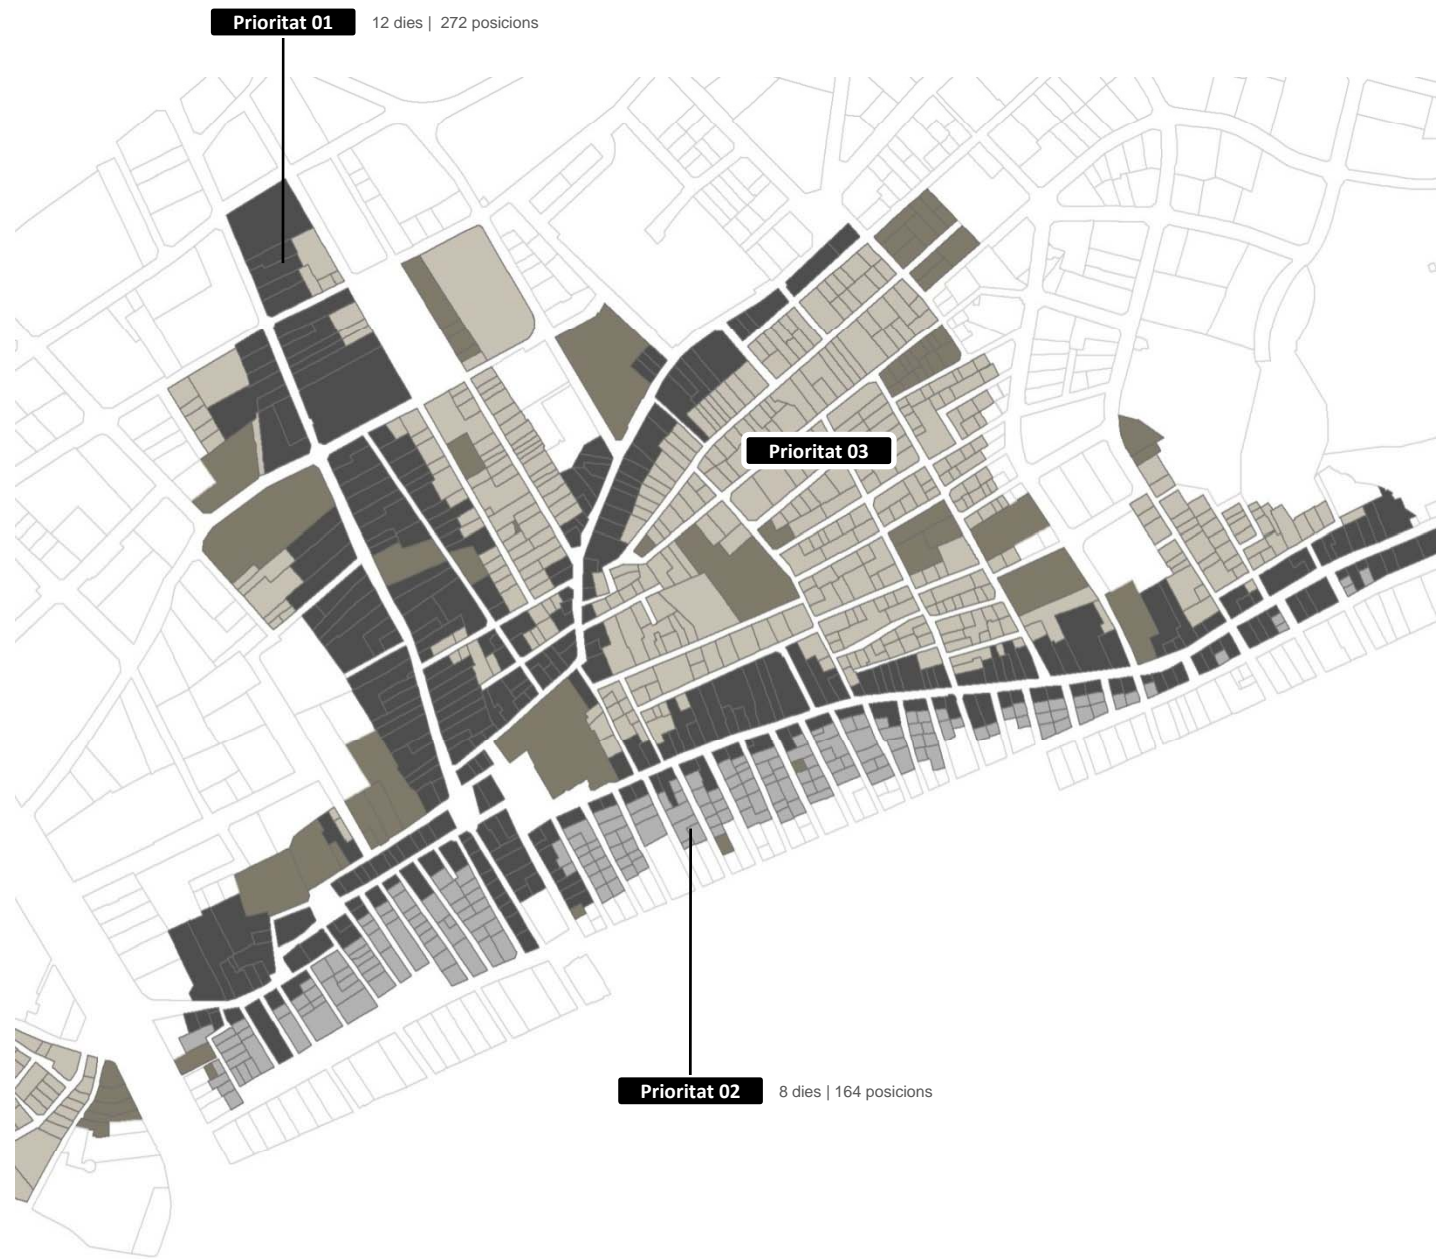 Prioritat 01 12 dies | 272 posicions
Prioritat 03
Prioritat 02 8 dies | 164 posicions